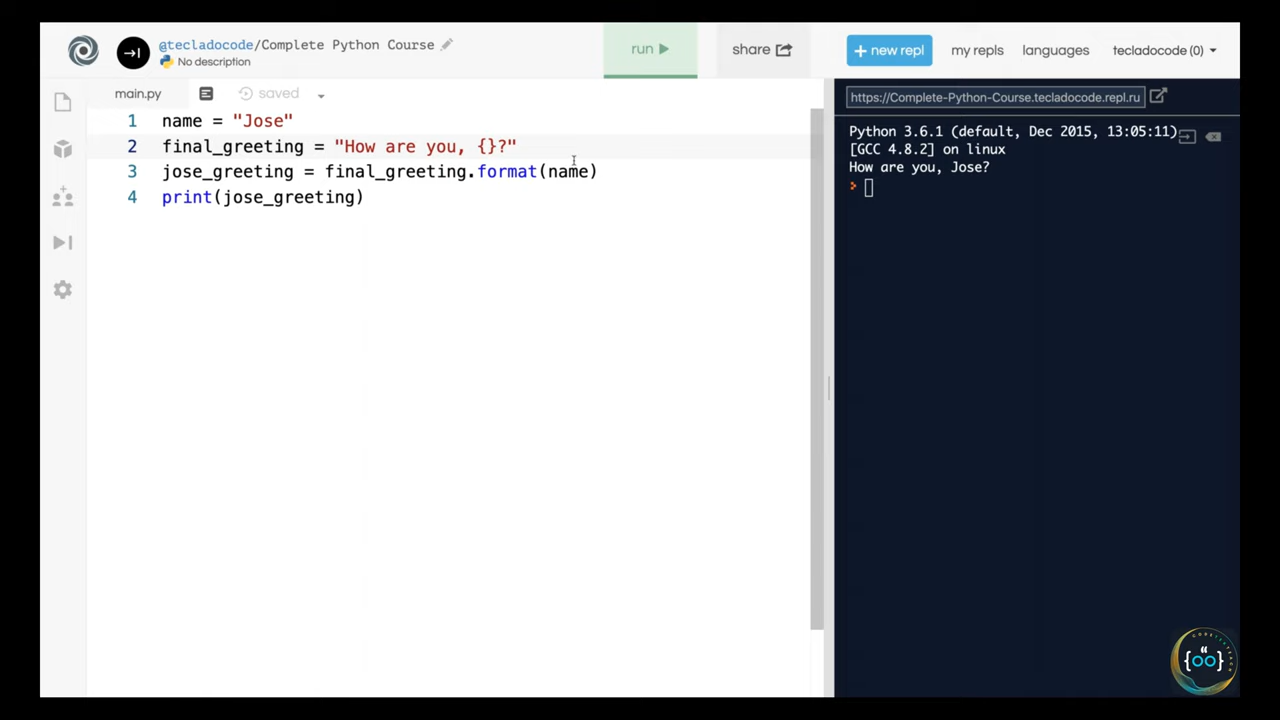 @tecladocode/Complete Python Course
No description
run
share
+ new repl
my repls
languages
tecladocode (0)
main.py
saved
https://Complete-Python-Course.tecladocode.repl.ru
1 name = "Jose"
2 final_greeting = "How are you, {}?"
3 jose_greeting = final_greeting.format(name)
4 print(jose_greeting)
Python 3.6.1 (default, Dec 2015, 13:05:11)
[GCC 4.8.2] on linux
How are you, Jose?